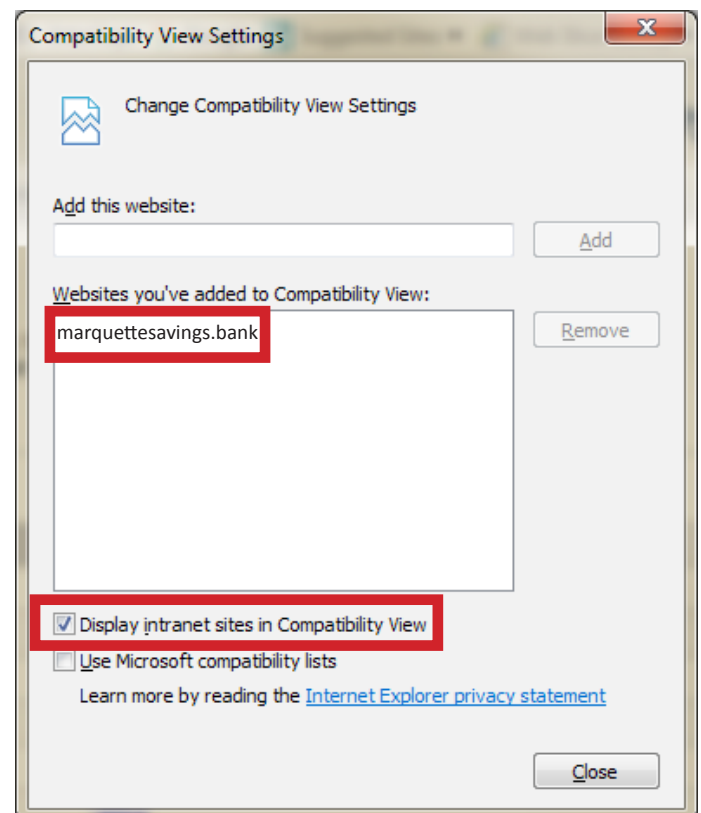 Compatibility View Settings
Change Compatibility View Settings
Add this website:
Add
Websites you've added to Compatibility View:
marquettesavings.bank
Remove
Display intranet sites in Compatibility View
Use Microsoft compatibility lists
Learn more by reading the Internet Explorer privacy statement
Close